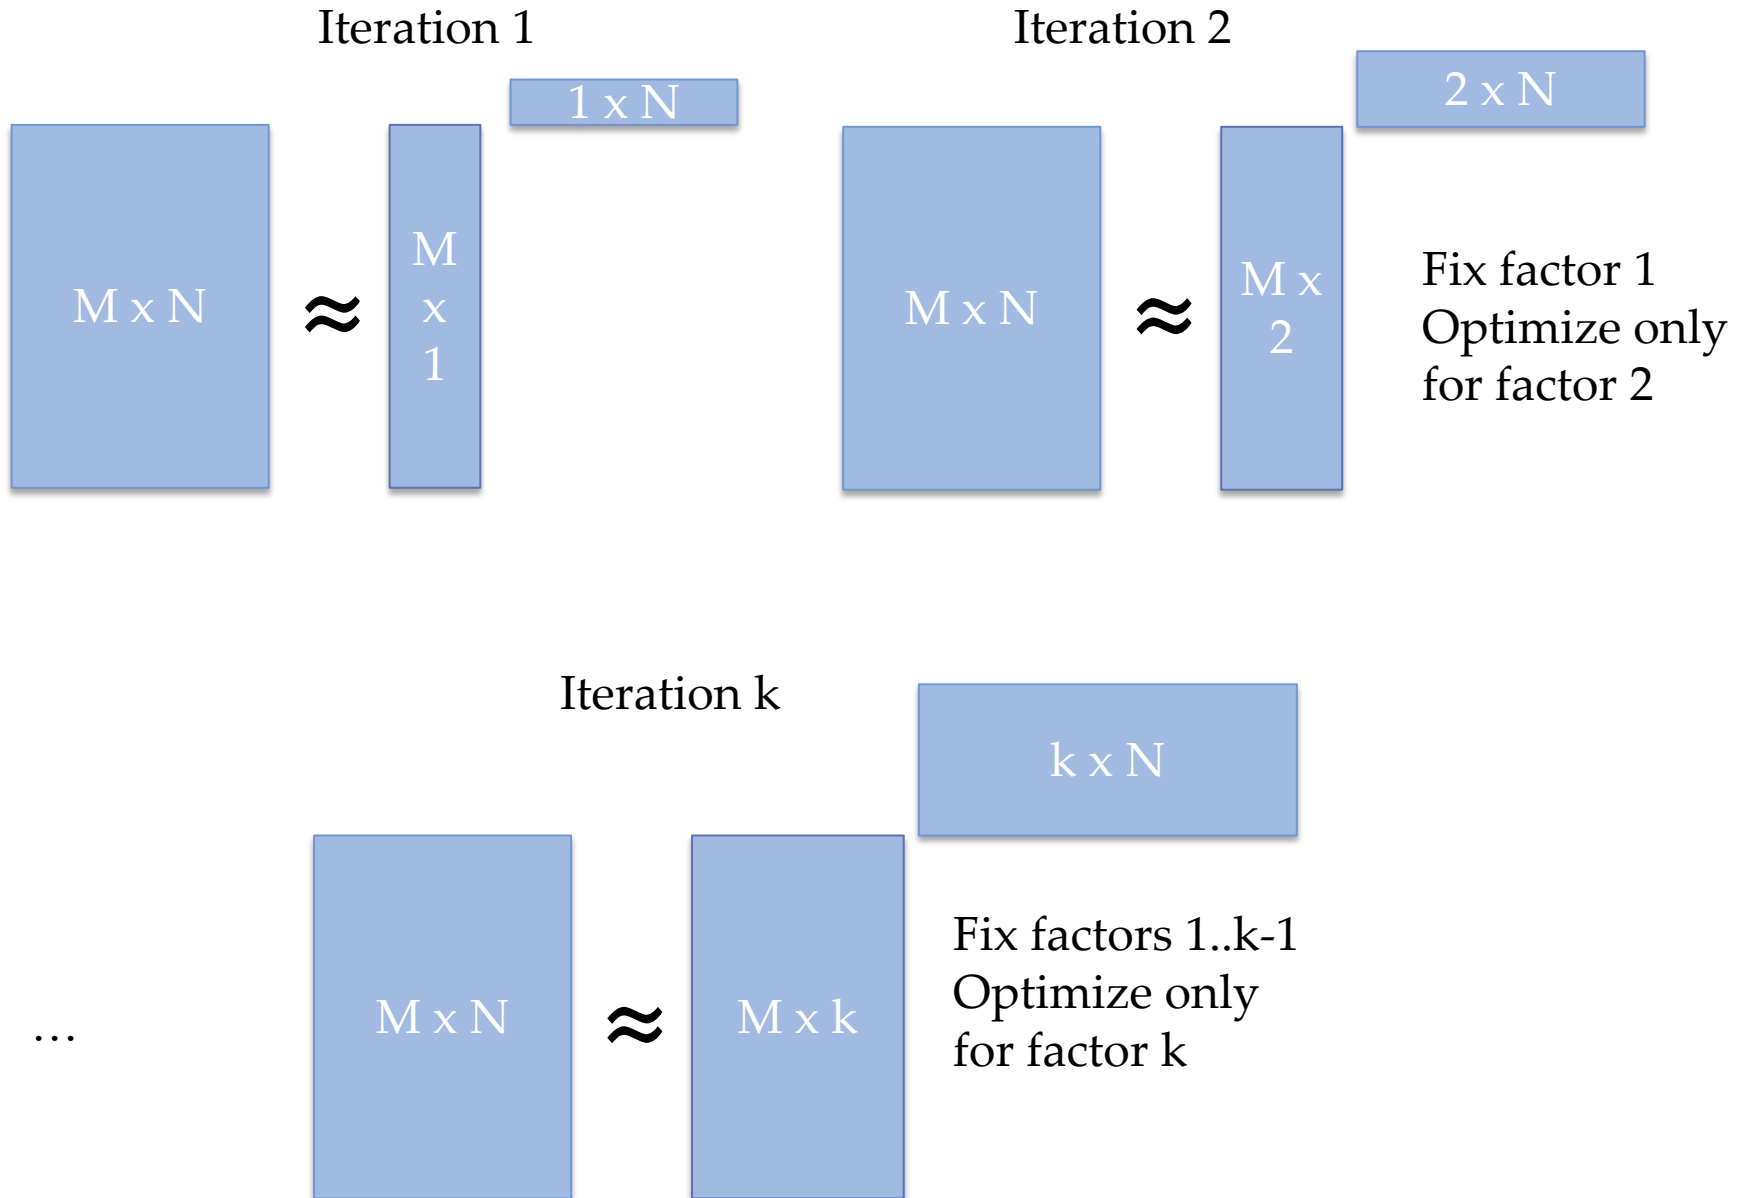 Iteration 1
1 x N
M x N
≈
M
x
1
Iteration 2
2 x N
M x N
≈
M x
2
Fix factor 1
Optimize only
for factor 2
Iteration k
k x N
...
M x N
≈
M x k
Fix factors 1..k-1
Optimize only
for factor k